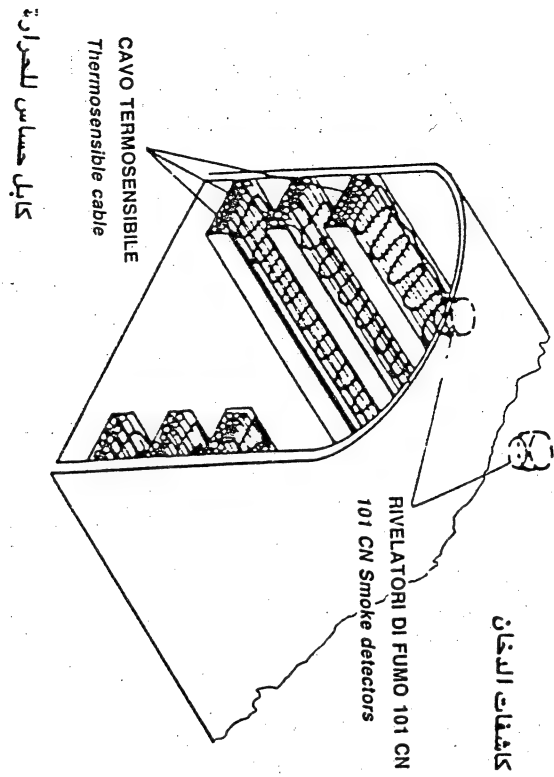 كابل حساس للحرارة
CAVO TERMOSENSIBILE
Thermosensible cable
RIVELATORI DI FUMO 101 CN
101 CN Smoke detectors
كاشفات الدخان